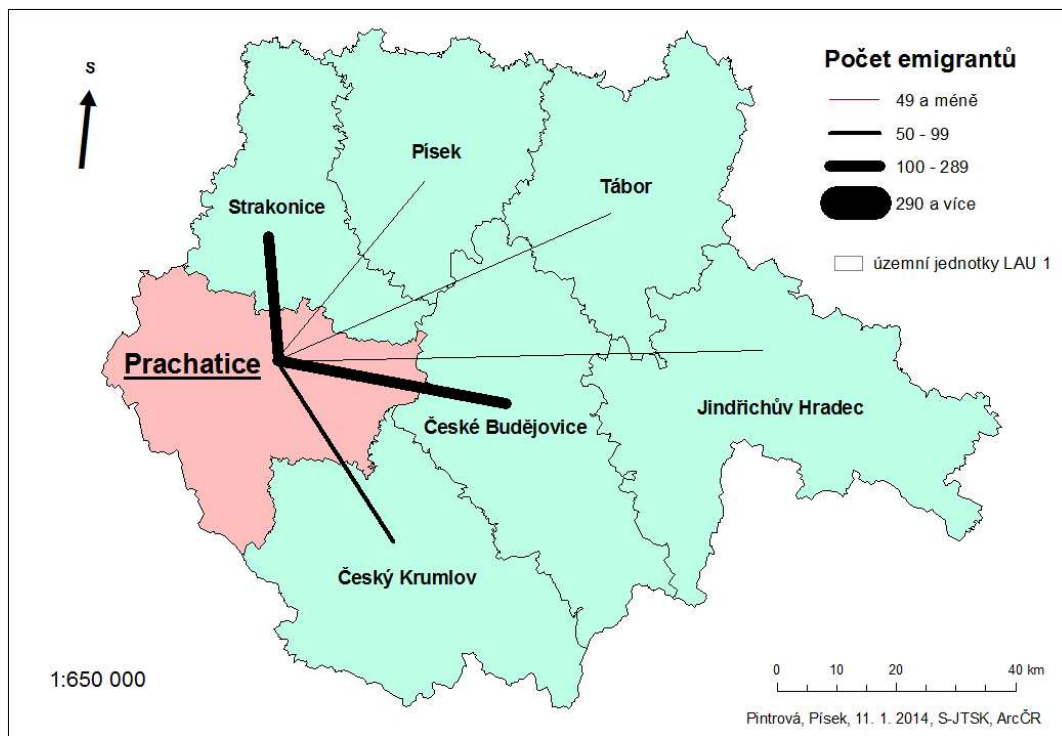 S
Počet emigrantů
49 a méně
50 - 99
100 - 289
290 a více
územní jednotky LAU 1
Písek
Tábor
Strakonice
Prachatice
Jindřichův Hradec
České Budějovice
Český Krumlov
1:650 000
0 10 20 40 km
Pintrová, Písek, 11. 1. 2014, S-JTSK, ArcČR